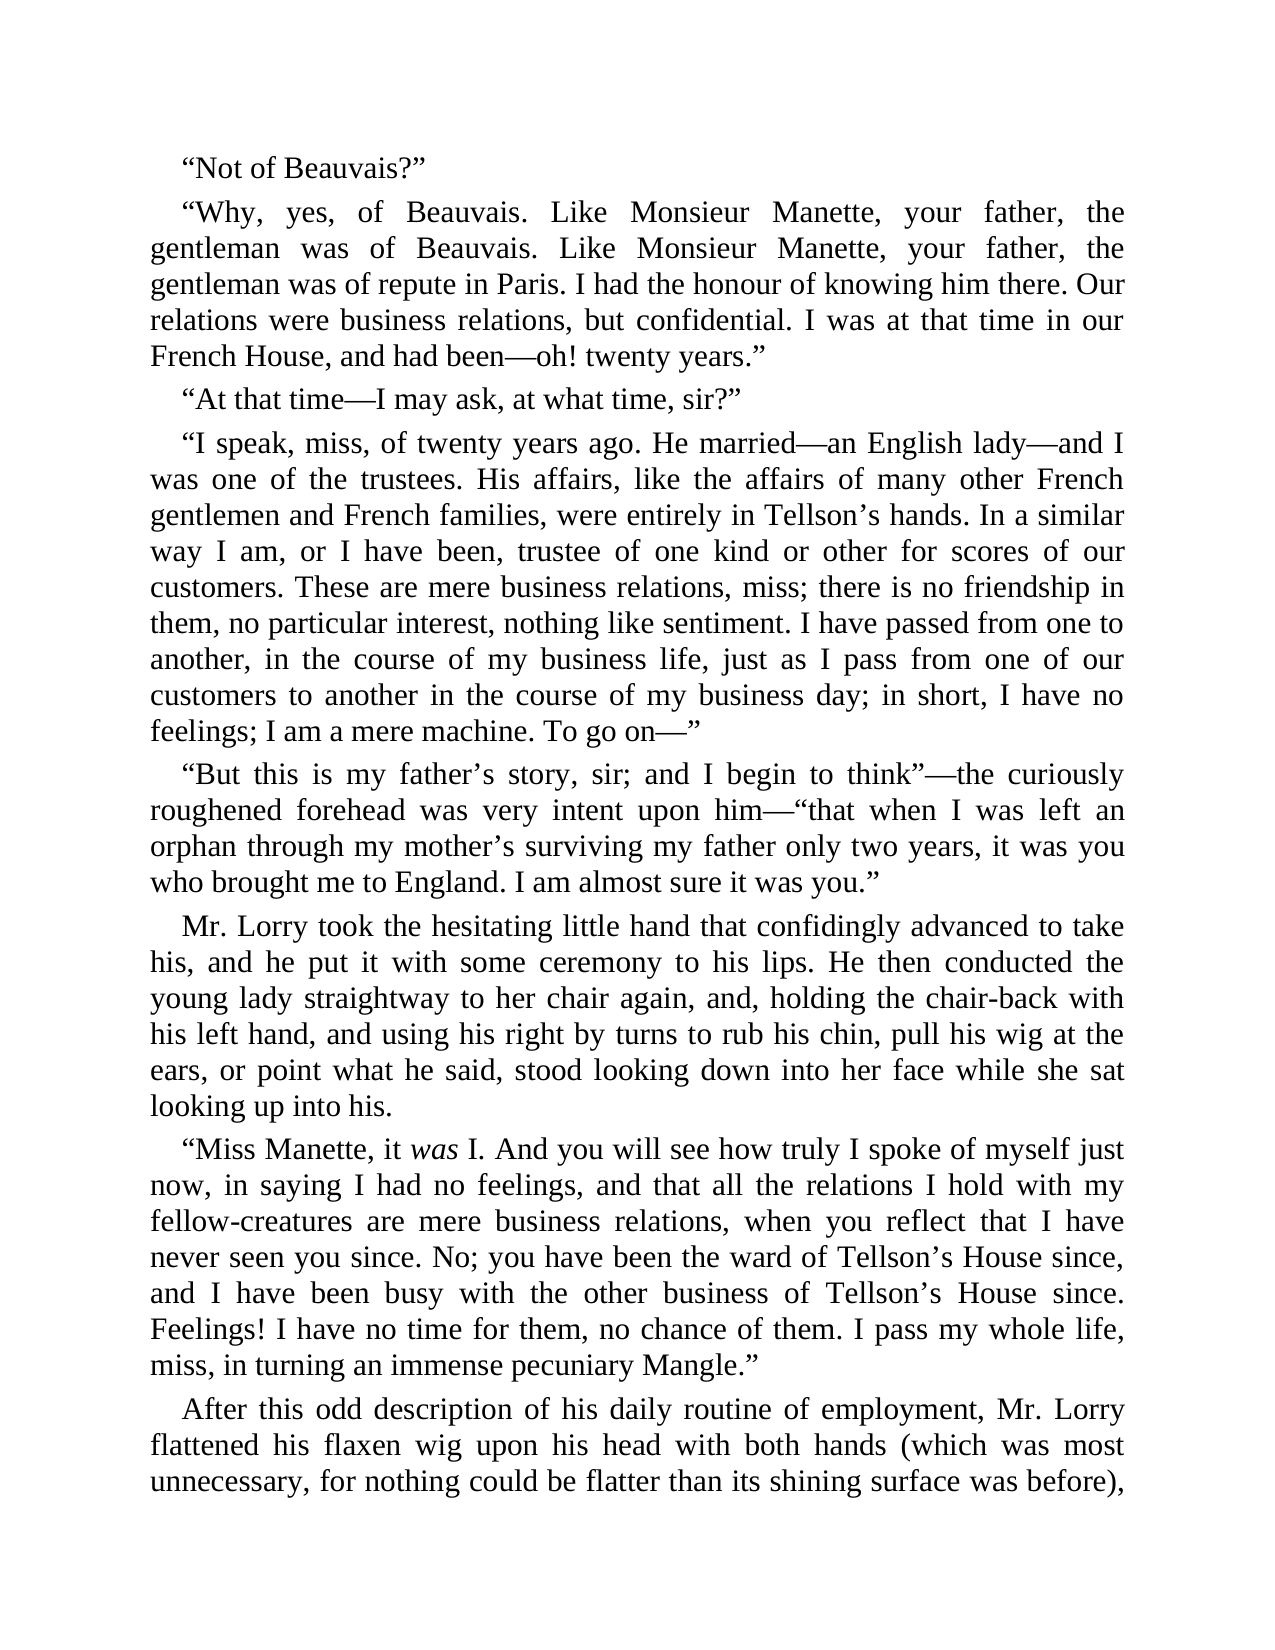 “Not of Beauvais?”
“Why, yes, of Beauvais. Like Monsieur Manette, your father, the
gentleman was of Beauvais. Like Monsieur Manette, your father, the
gentleman was of repute in Paris. I had the honour of knowing him there. Our
relations were business relations, but confidential. I was at that time in our
French House, and had been—oh! twenty years.”
“At that time—I may ask, at what time, sir?”
“I speak, miss, of twenty years ago. He married—an English lady—and I
was one of the trustees. His affairs, like the affairs of many other French
gentlemen and French families, were entirely in Tellson’s hands. In a similar
way I am, or I have been, trustee of one kind or other for scores of our
customers. These are mere business relations, miss; there is no friendship in
them, no particular interest, nothing like sentiment. I have passed from one to
another, in the course of my business life, just as I pass from one of our
customers to another in the course of my business day; in short, I have no
feelings; I am a mere machine. To go on—”
“But this is my father’s story, sir; and I begin to think”—the curiously
roughened forehead was very intent upon him—“that when I was left an
orphan through my mother’s surviving my father only two years, it was you
who brought me to England. I am almost sure it was you.”
Mr. Lorry took the hesitating little hand that confidingly advanced to take
his, and he put it with some ceremony to his lips. He then conducted the
young lady straightway to her chair again, and, holding the chair-back with
his left hand, and using his right by turns to rub his chin, pull his wig at the
ears, or point what he said, stood looking down into her face while she sat
looking up into his.
“Miss Manette, it was I. And you will see how truly I spoke of myself just
now, in saying I had no feelings, and that all the relations I hold with my
fellow-creatures are mere business relations, when you reflect that I have
never seen you since. No; you have been the ward of Tellson’s House since,
and I have been busy with the other business of Tellson’s House since.
Feelings! I have no time for them, no chance of them. I pass my whole life,
miss, in turning an immense pecuniary Mangle.”
After this odd description of his daily routine of employment, Mr. Lorry
flattened his flaxen wig upon his head with both hands (which was most
unnecessary, for nothing could be flatter than its shining surface was before),